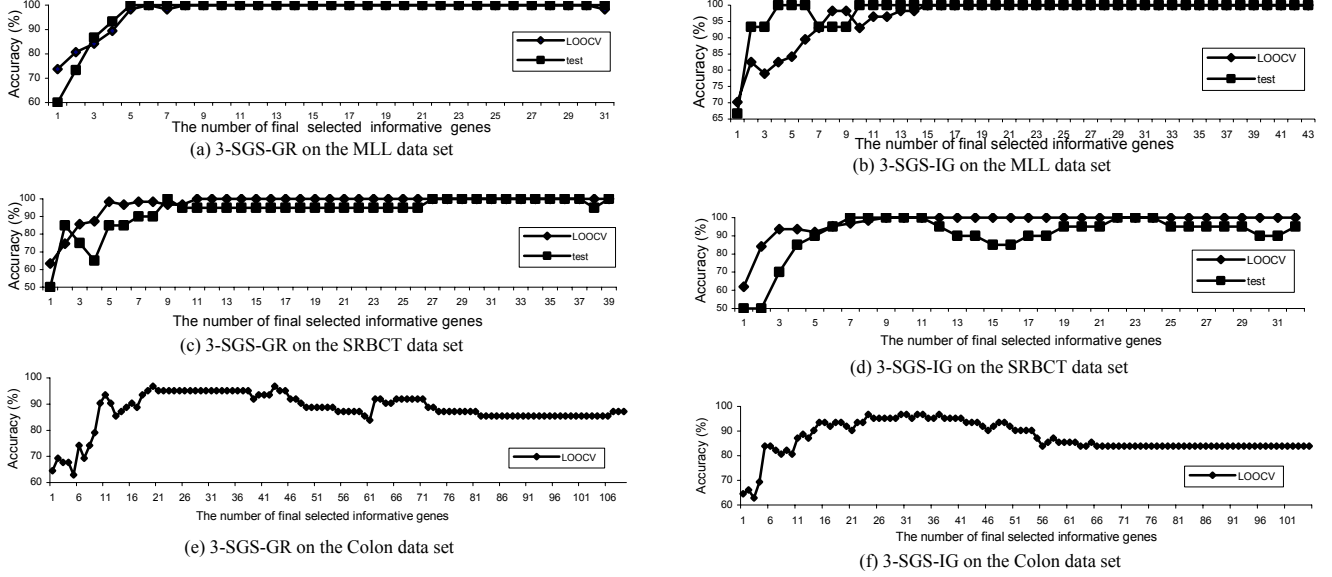 100
90
80
70
60
Accuracy (%)
LOOCV
test
1 3 5 7 9 11 13 15 17 19 21 23 25 27 29 31
The number of final selected informative genes
(a) 3-SGS-GR on the MLL data set
100
95
90
85
80
75
70
65
Accuracy (%)
LOOCV
test
1 3 5 7 9 11 13 15 17 19 21 23 25 27 29 31 33 35 37 39 41 43
The number of final selected informative genes
(b) 3-SGS-IG on the MLL data set
100
90
80
70
60
50
Accuracy (%)
LOOCV
test
1 3 5 7 9 11 13 15 17 19 21 23 25 27 29 31 33 35 37 39
The number of final selected informative genes
(c) 3-SGS-GR on the SRBCT data set
100
90
80
70
60
50
Accuracy (%)
LOOCV
test
1 3 5 7 9 11 13 15 17 19 21 23 25 27 29 31
The number of final selected informative genes
(d) 3-SGS-IG on the SRBCT data set
100
90
80
70
60
Accuracy (%)
LOOCV
1 6 11 16 21 26 31 36 41 46 51 56 61 66 71 76 81 86 91 96 101 106
The number of final selected informative genes
(e) 3-SGS-GR on the Colon data set
100
90
80
70
60
Accuracy (%)
LOOCV
1 6 11 16 21 26 31 36 41 46 51 56 61 66 71 76 81 86 91 96 101
The number of final selected informative genes
(f) 3-SGS-IG on the Colon data set